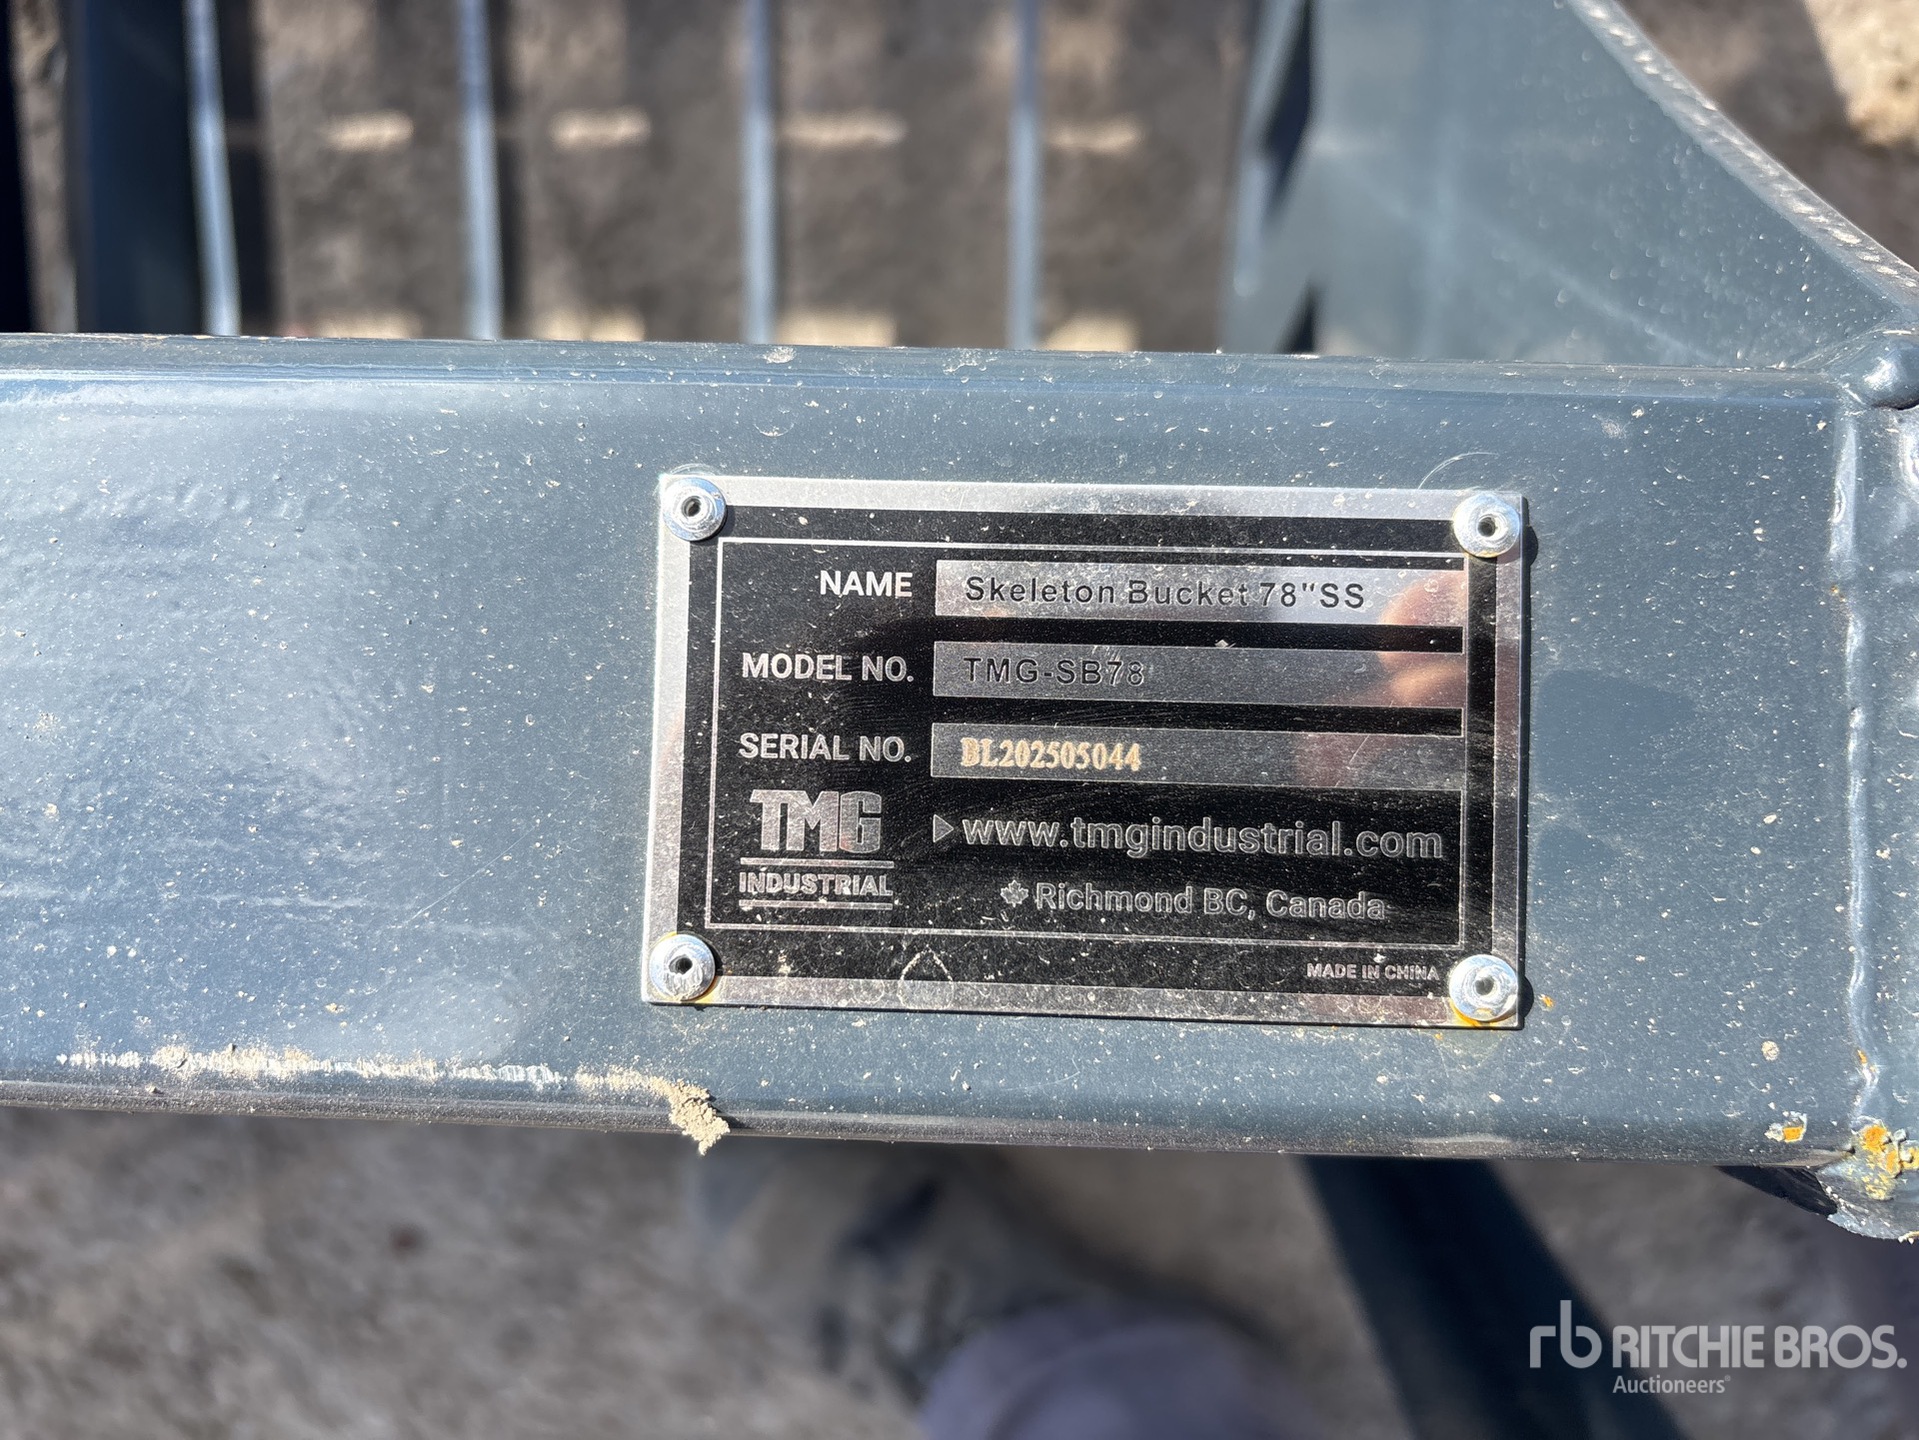 NAME Skeleton Bucket 78"SS
MODEL NO. TMG-SB78
SERIAL NO. BL202505044
TMG
INDUSTRIAL
www.tmgindustrial.com
Richmond BC, Canada
MADE IN CHINA
rb RITCHIE BROS.
Auctioneers®